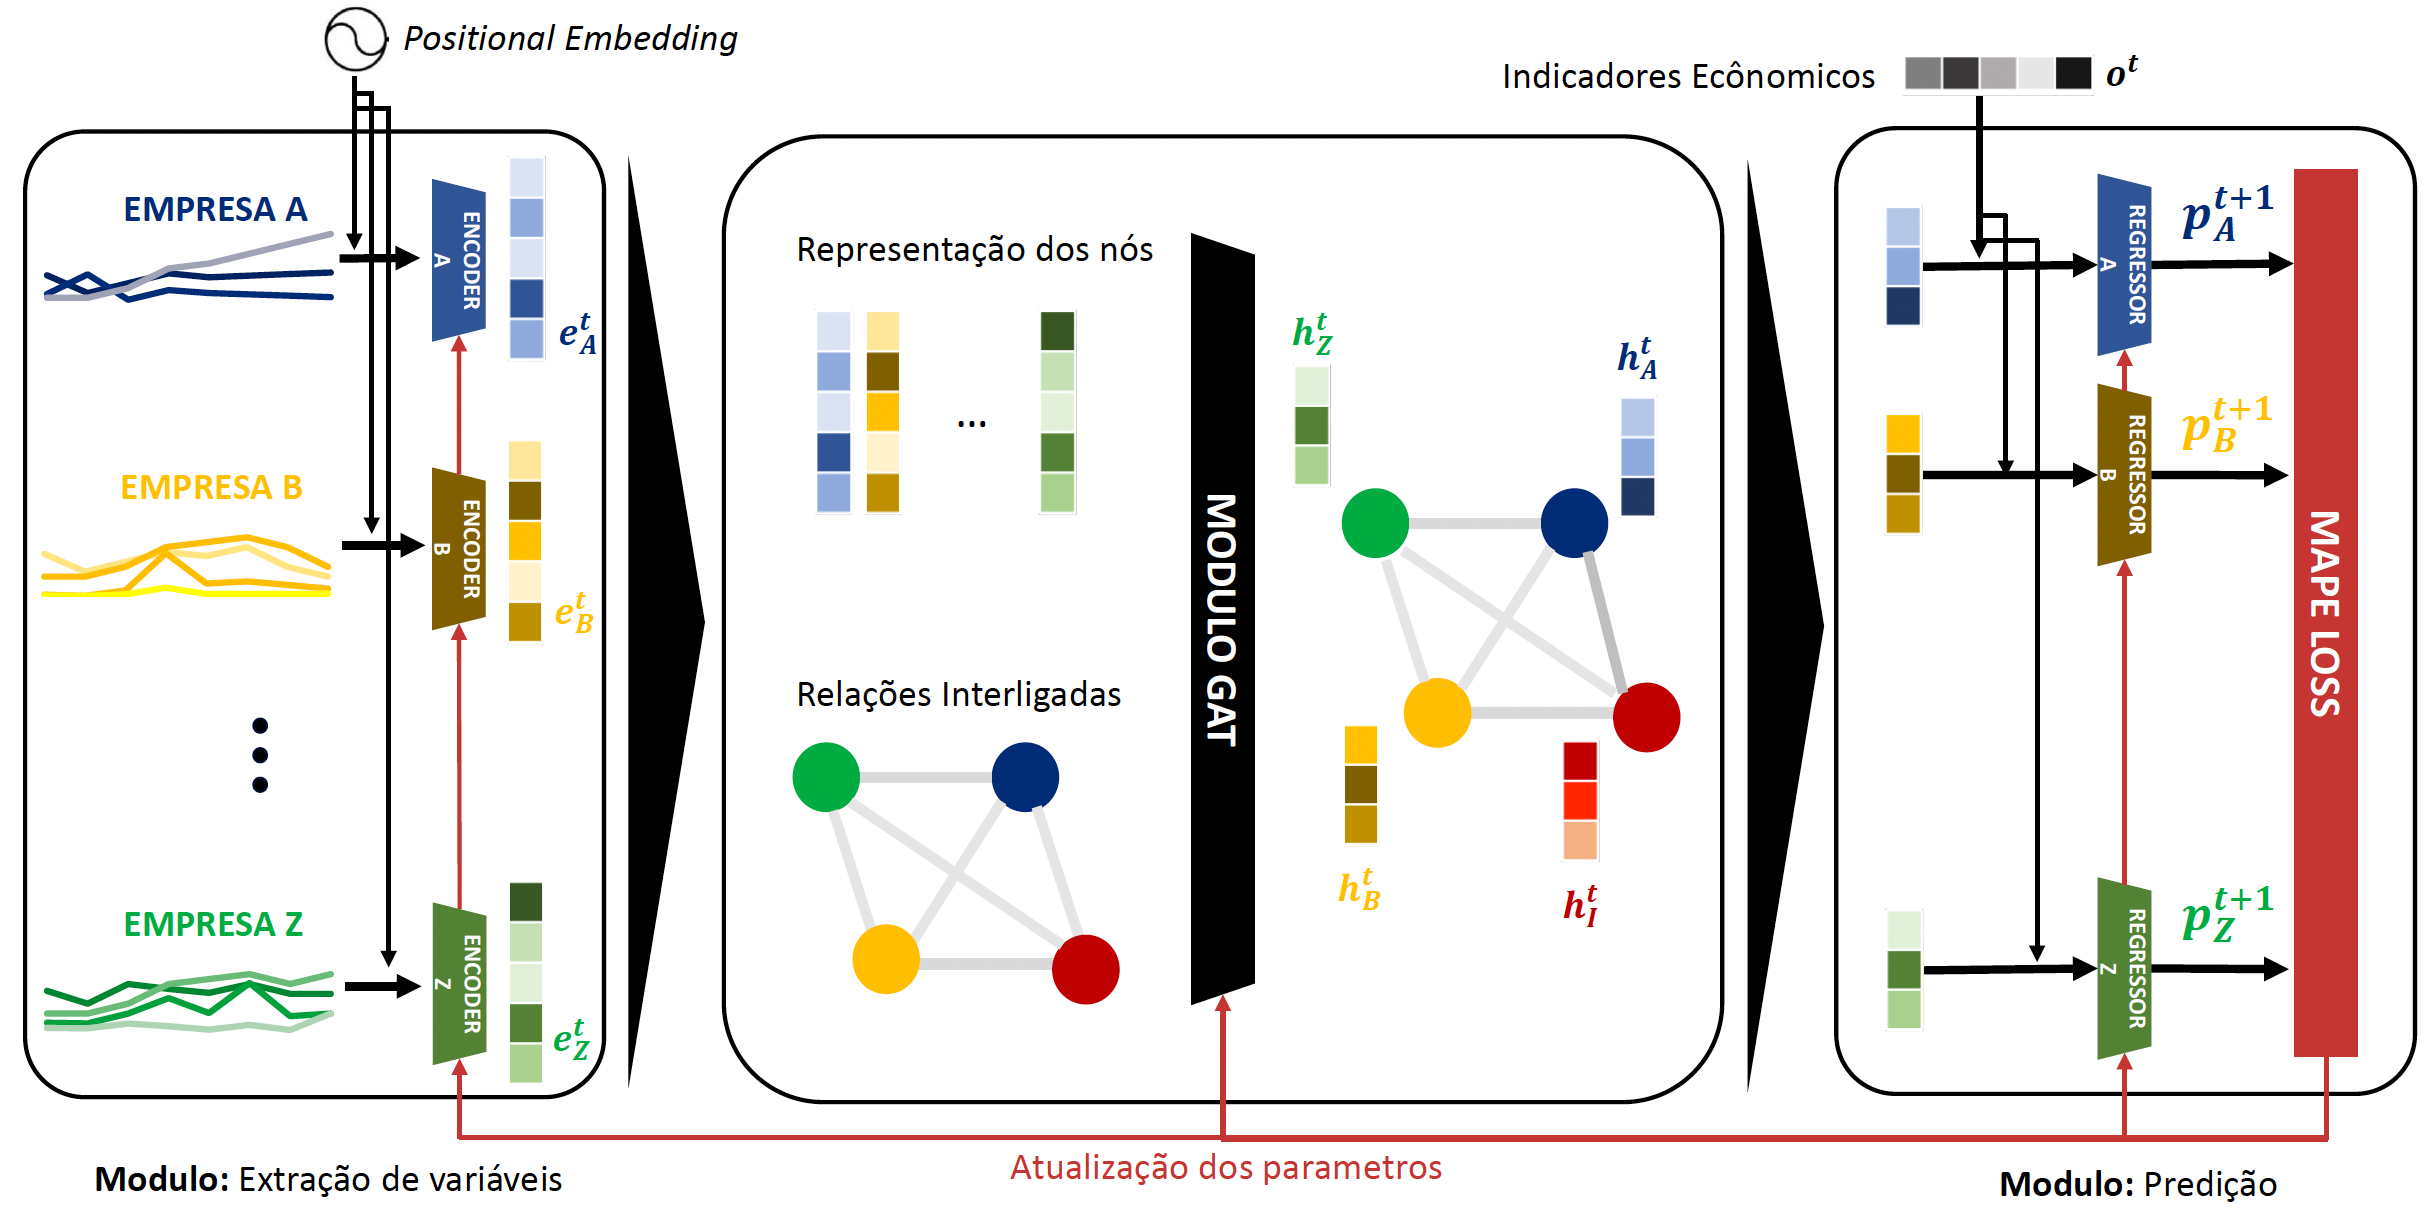 Positional Embedding
Indicadores Ecônomicos
o^t
EMPRESA A
ENCODER
A
e_A^t
EMPRESA B
ENCODER
B
e_B^t
EMPRESA Z
ENCODER
Z
e_Z^t
Representação dos nós
...
Relações Interligadas
MODULO GAT
h_Z^t
h_A^t
h_B^t
h_I^t
REGRESSOR
A
p_A^{t+1}
REGRESSOR
B
p_B^{t+1}
REGRESSOR
Z
p_Z^{t+1}
MAPE LOSS
Modulo: Extração de variáveis
Atualização dos parametros
Modulo: Predição